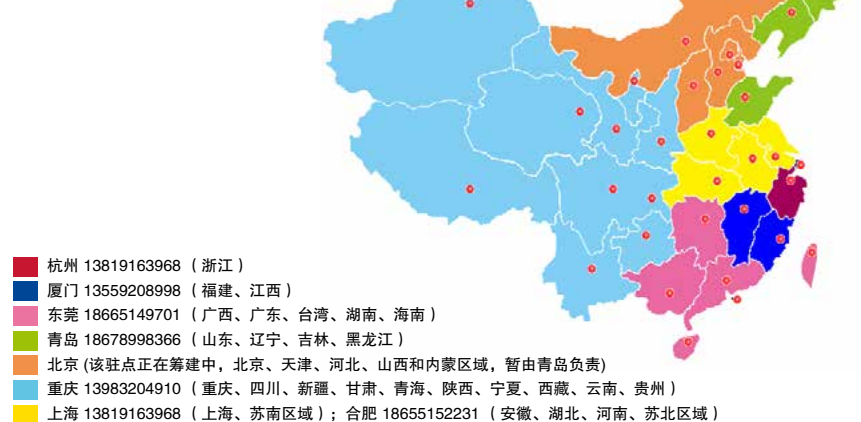 杭州 13819163968 （浙江）
厦门 13559208998 （福建、江西）
东莞 18665149701 （广西、广东、台湾、湖南、海南）
青岛 18678998366 （山东、辽宁、吉林、黑龙江）
北京 (该驻点正在筹建中，北京、天津、河北、山西和内蒙区域，暂由青岛负责)
重庆 13983204910 （重庆、四川、新疆、甘肃、青海、陕西、宁夏、西藏、云南、贵州）
上海 13819163968 （上海、苏南区域）；合肥 18655152231 （安徽、湖北、河南、苏北区域）